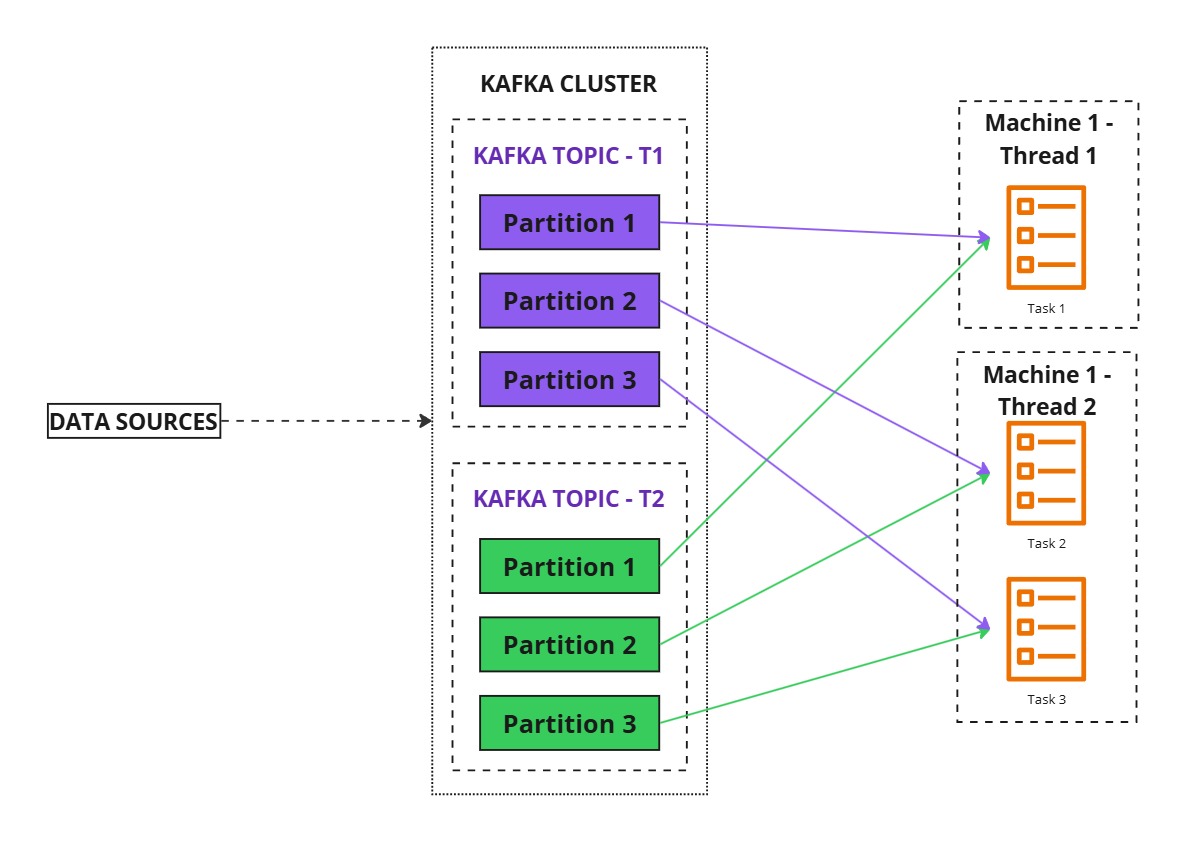 KAFKA CLUSTER
KAFKA TOPIC - T1
Partition 1
Partition 2
Partition 3
DATA SOURCES
KAFKA TOPIC - T2
Partition 1
Partition 2
Partition 3
Machine 1 -
Thread 1
Task 1
Machine 1 -
Thread 2
Task 2
Task 3